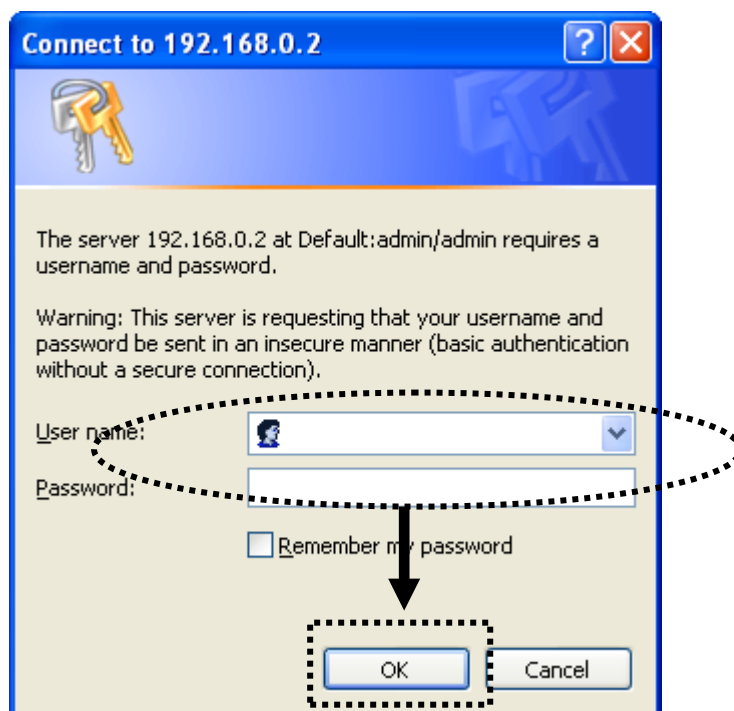 Connect to 192.168.0.2
The server 192.168.0.2 at Default:admin/admin requires a
username and password.
Warning: This server is requesting that your username and
password be sent in an insecure manner (basic authentication
without a secure connection).
User name:
Password:
Remember my password
OK Cancel